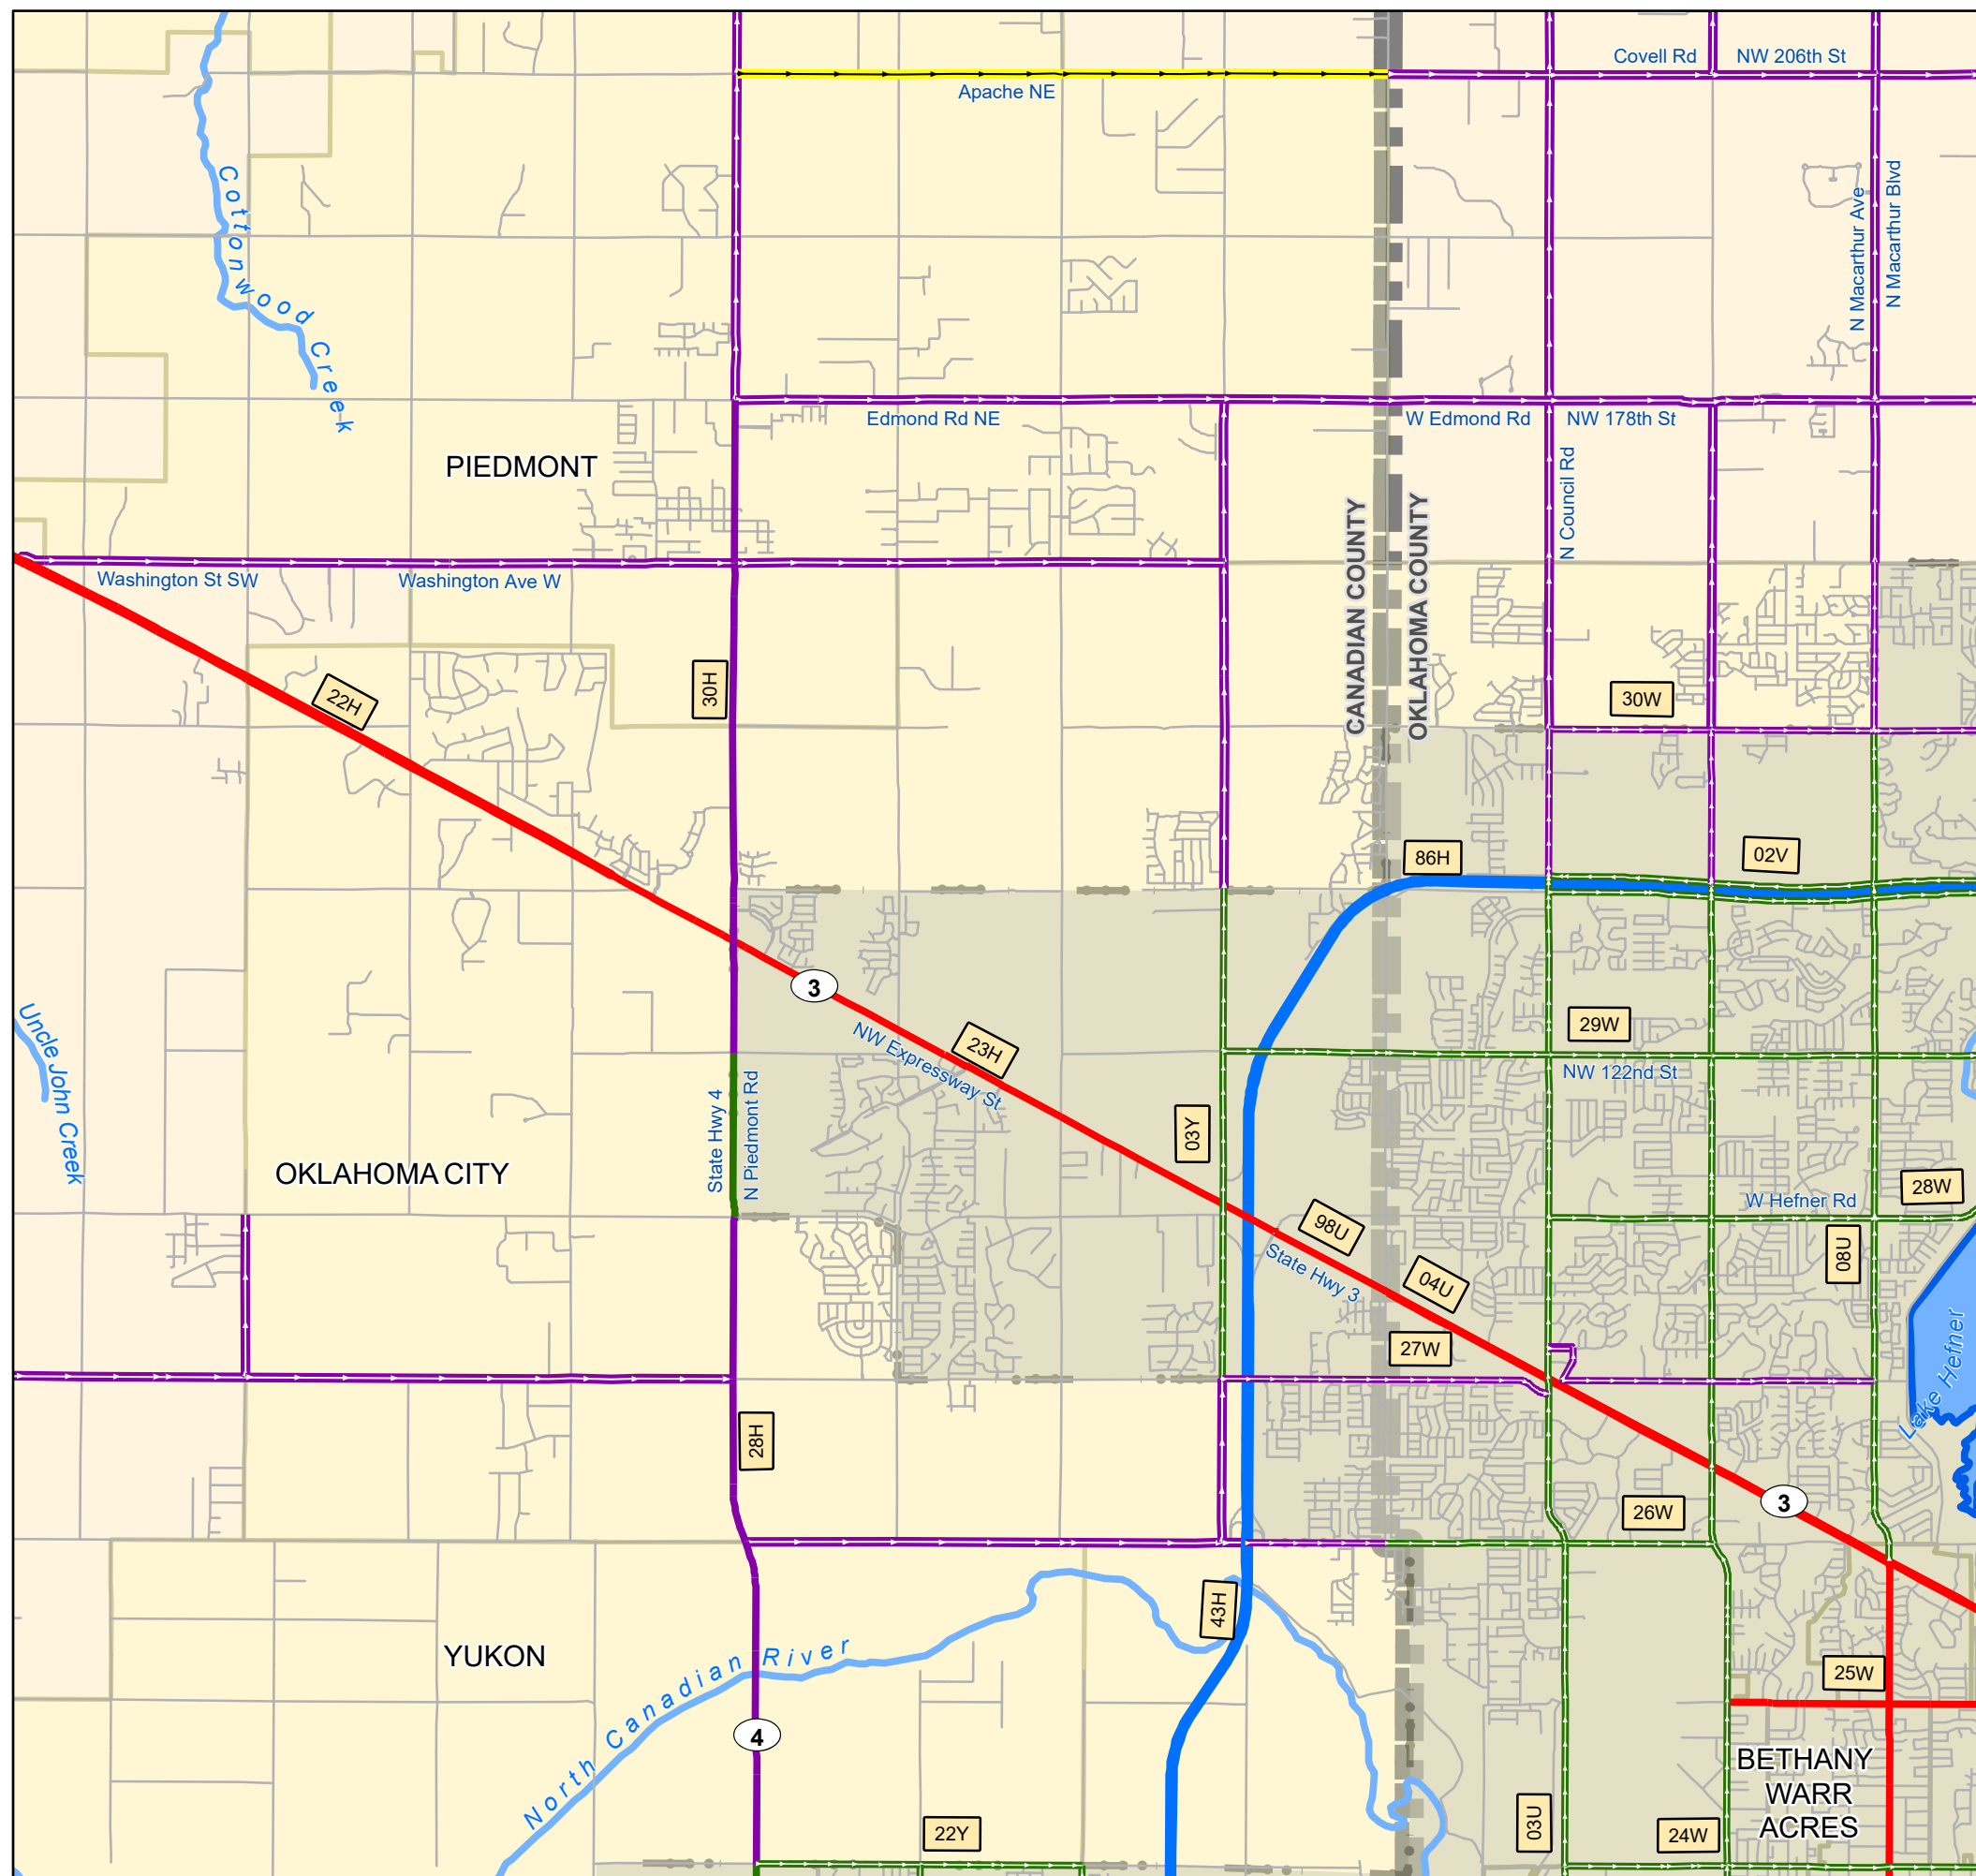 Covell Rd
NW 206th St
Apache NE
Cottonwood Creek
N Macarthur Ave
N Macarthur Blvd
Edmond Rd NE
W Edmond Rd
NW 178th St
N Council Rd
PIEDMONT
CANADIAN COUNTY
OKLAHOMA COUNTY
Washington St SW
Washington Ave W
30H
22H
30W
86H
02V
3
NW Expressway St
23H
29W
NW 122nd St
Uncle John Creek
State Hwy 4
N Piedmont Rd
03Y
OKLAHOMA CITY
28W
W Hefner Rd
98U
State Hwy 3
04U
08U
27W
Lake Hefner
28H
3
26W
43H
YUKON
North Canadian River
25W
4
BETHANY
WARR
ACRES
22Y
03U
24W